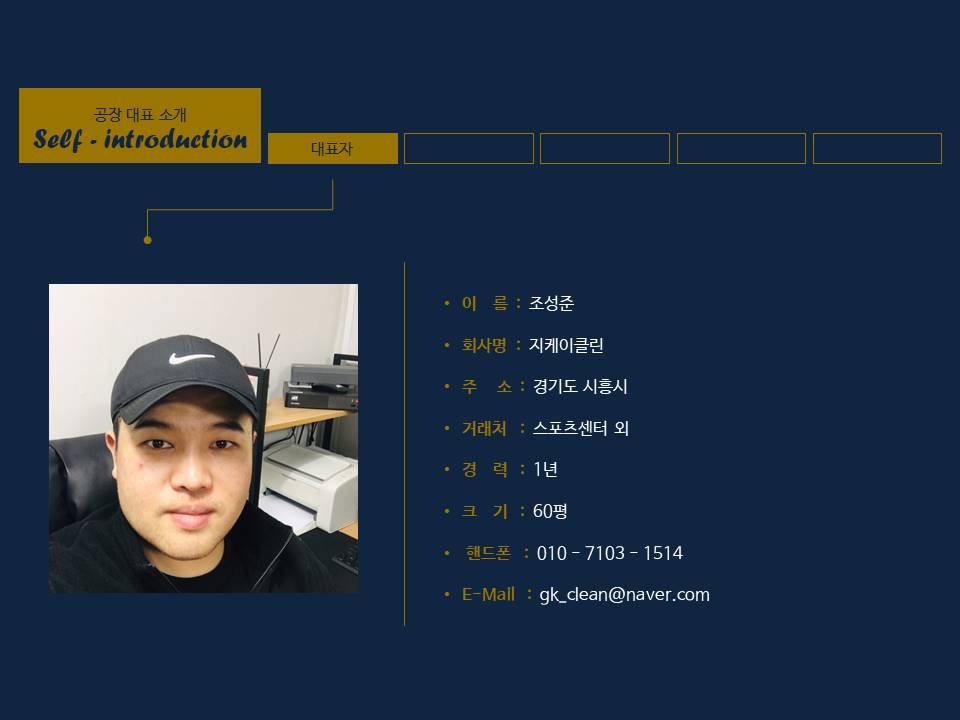 공장 대표 소개
Self - introduction
대표자
• 이 름 : 조성준
• 회사명 : 지케이클린
• 주 소 : 경기도 시흥시
• 거래처 : 스포츠센터 외
• 경 력 : 1년
• 크 기 : 60평
• 핸드폰 : 010 - 7103 - 1514
• E-Mail : gk_clean@naver.com